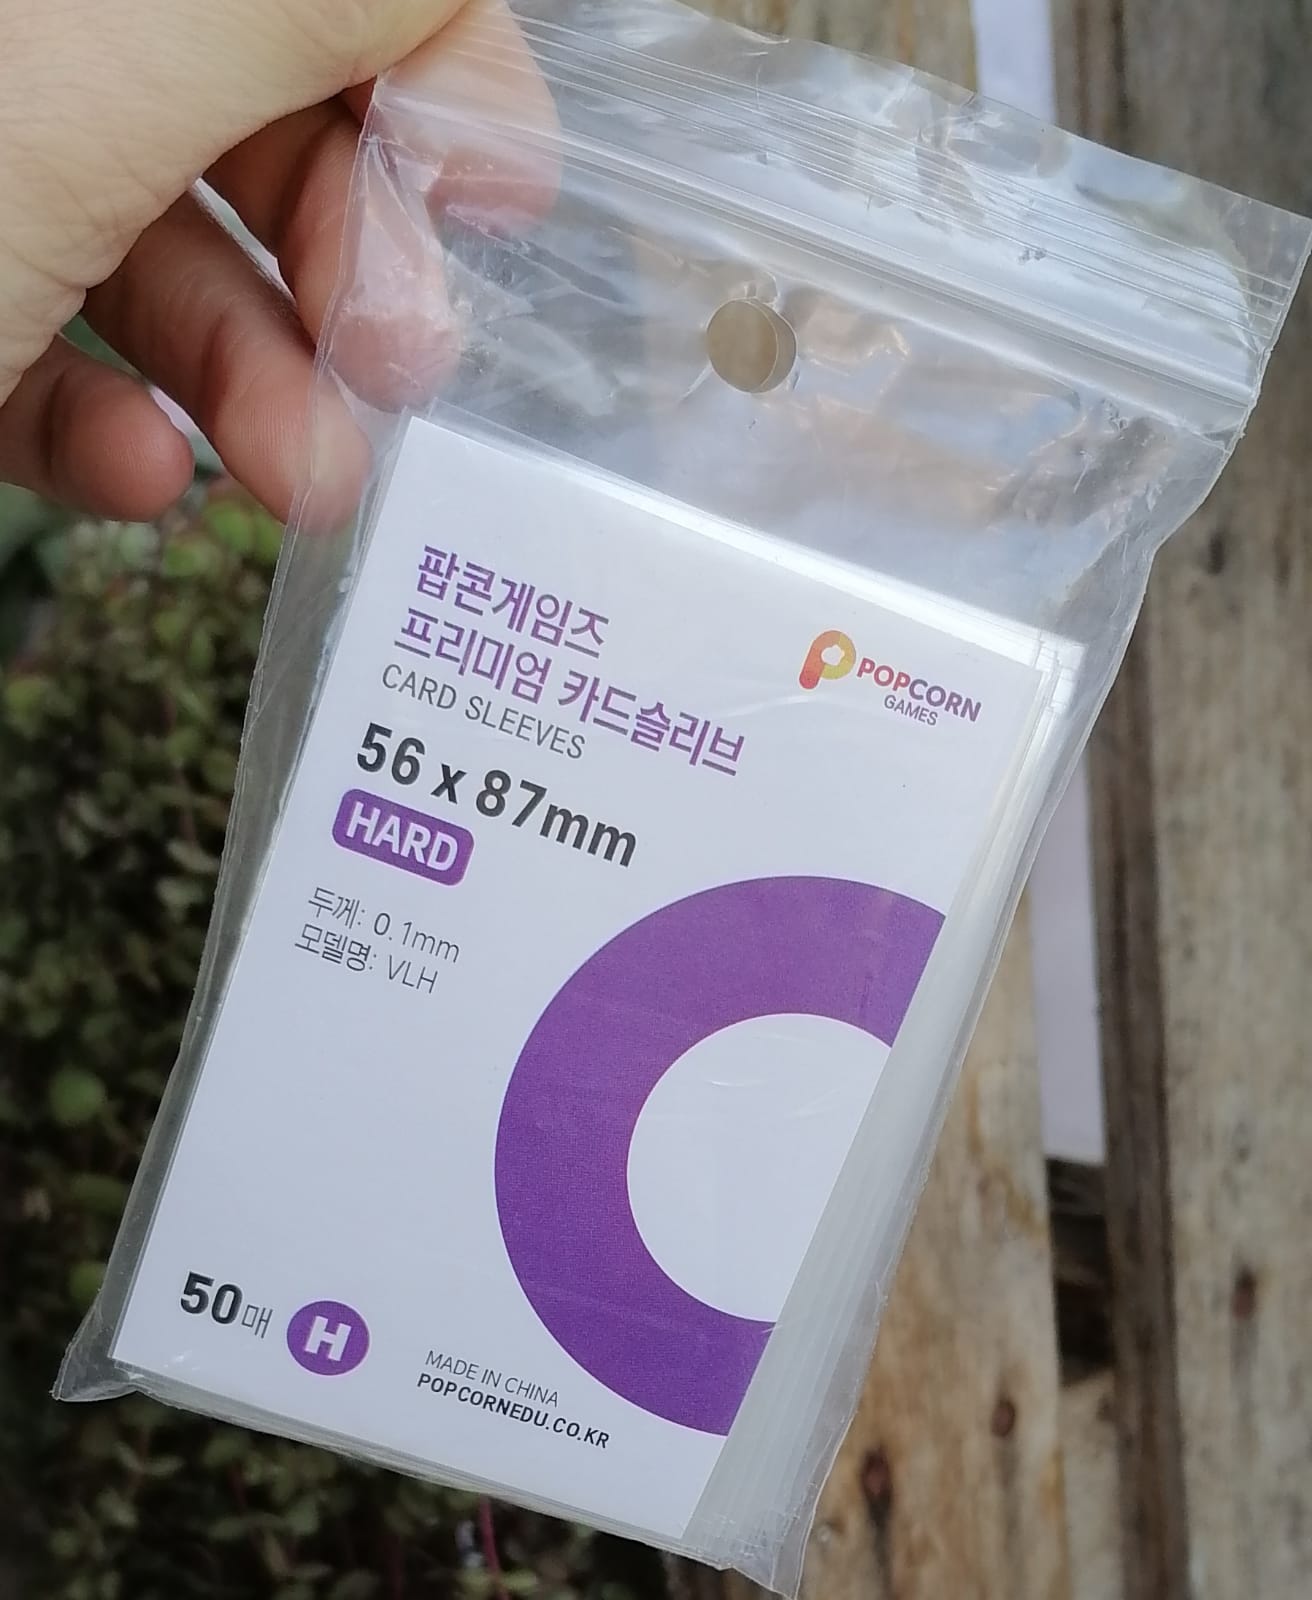 팝콘게임즈
프리미엄 카드슬리브
CARD SLEEVES
56 x 87mm
HARD
두께: 0.1mm
모델명: VLH
POPCORN
GAMES
50매
H
MADE IN CHINA
POPCORNEDU.CO.KR